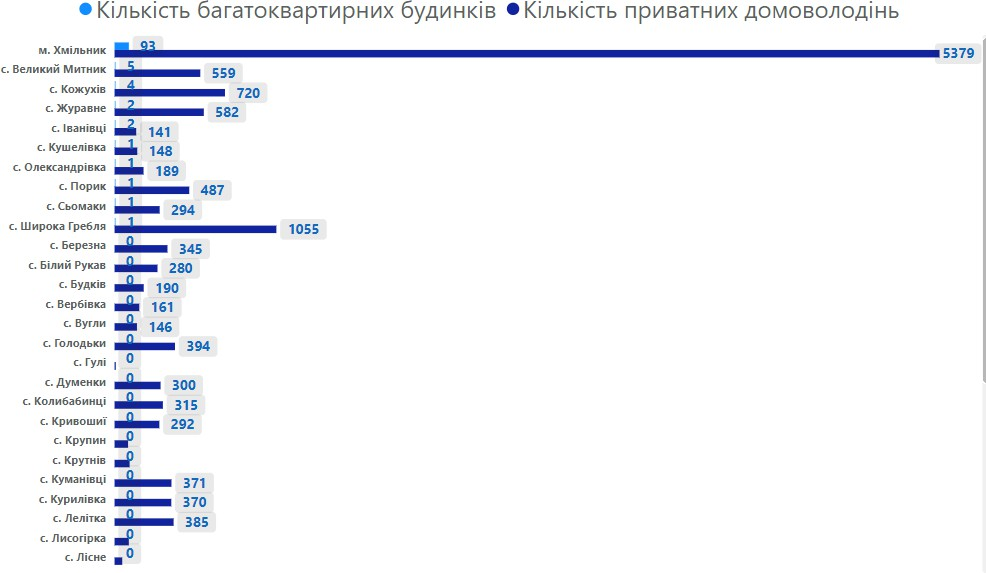 Кількість багатоквартирних будинків Кількість приватних домоволодінь
м. Хмільник 93 5379
с. Великий Митник 5 559
с. Кожухів 4 720
с. Журавне 2 582
с. Іванівці 2 141
с. Кушелівка 1 148
с. Олександрівка 1 189
с. Порик 1 487
с. Сьомаки 1 294
с. Широка Гребля 1 1055
с. Березна 0 345
с. Білий Рукав 0 280
с. Будків 0 190
с. Вербівка 0 161
с. Вугли 0 146
с. Голодьки 0 394
с. Гулі 0
с. Думенки 0 300
с. Колибабинці 0 315
с. Кривошиї 0 292
с. Крупин 0
с. Крутнів 0
с. Куманівці 0 371
с. Курилівка 0 370
с. Лелітка 0 385
с. Лисогірка 0
с. Лісне 0